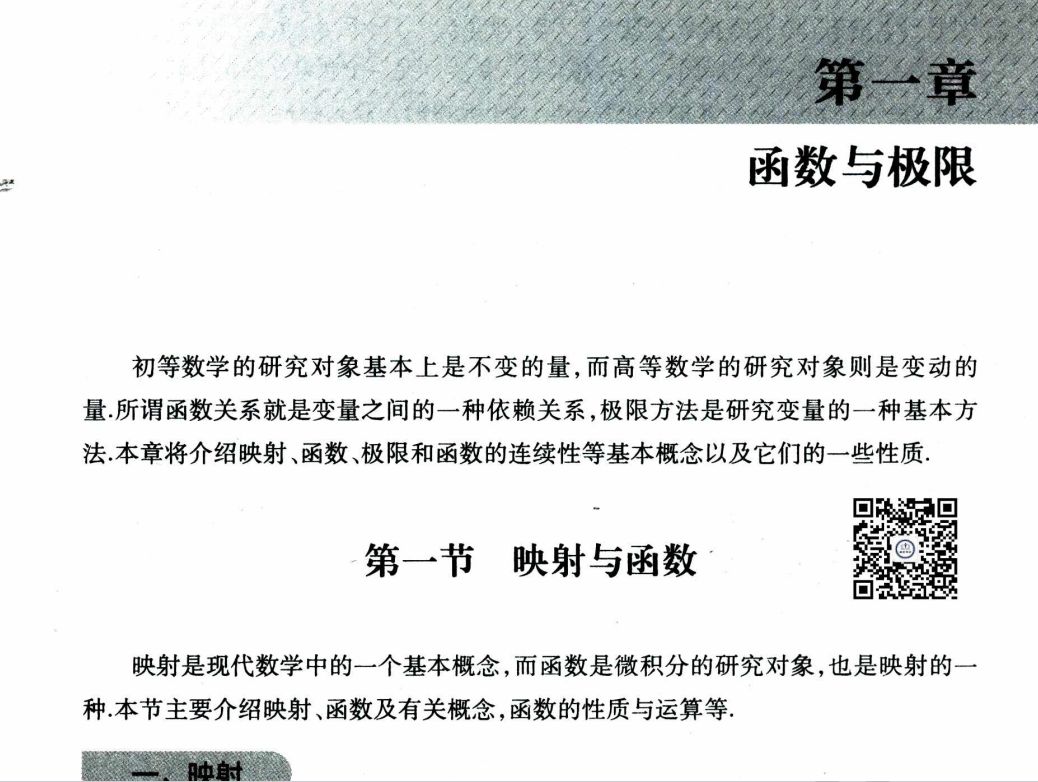 第一章
函数与极限
初等数学的研究对象基本上是不变的量,而高等数学的研究对象则是变动的
量.所谓函数关系就是变量之间的一种依赖关系,极限方法是研究变量的一种基本方
法.本章将介绍映射、函数、极限和函数的连续性等基本概念以及它们的一些性质.
第一节 映射与函数
映射是现代数学中的一个基本概念,而函数是微积分的研究对象,也是映射的一
种.本节主要介绍映射、函数及有关概念,函数的性质与运算等.
一、映射